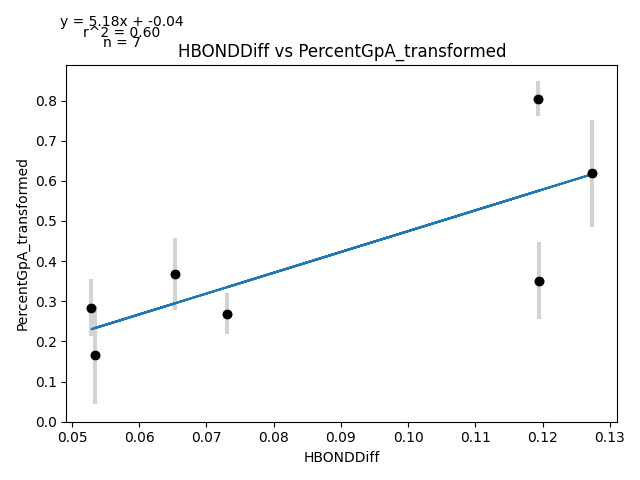 y = 5.18x + -0.04
r^2 = 0.60
n = 7
HBONDDiff vs PercentGpA_transformed
PercentGpA_transformed
0.8
0.7
0.6
0.5
0.4
0.3
0.2
0.1
0.0
0.05 0.06 0.07 0.08 0.09 0.10 0.11 0.12 0.13
HBONDDiff